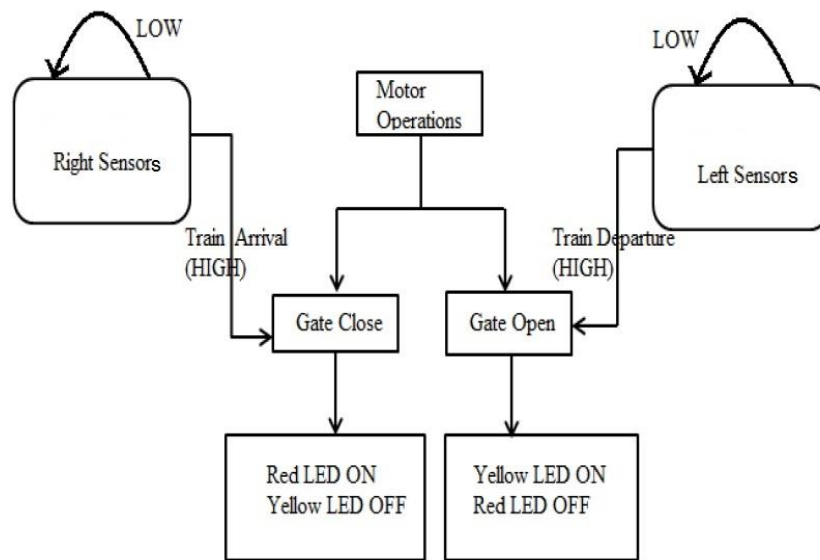 LOW
LOW
Motor
Operations
Right Sensors
Left Sensors
Train Arrival
(HIGH)
Train Departure
(HIGH)
Gate Close
Gate Open
Red LED ON
Yellow LED OFF
Yellow LED ON
Red LED OFF